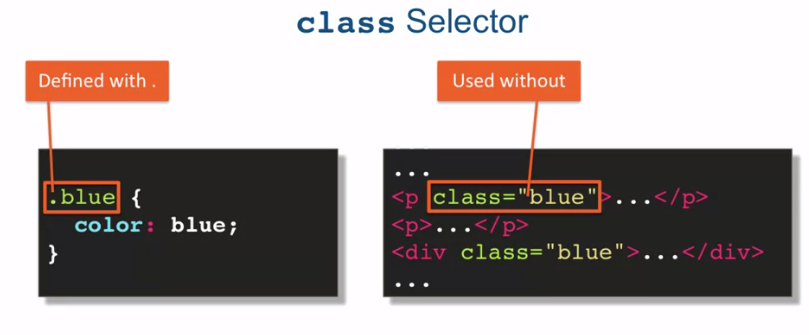 class Selector
Defined with .
Used without
.blue {
color: blue;
}
...
<p class="blue">...</p>
<p>...</p>
<div class="blue">...</div>
...